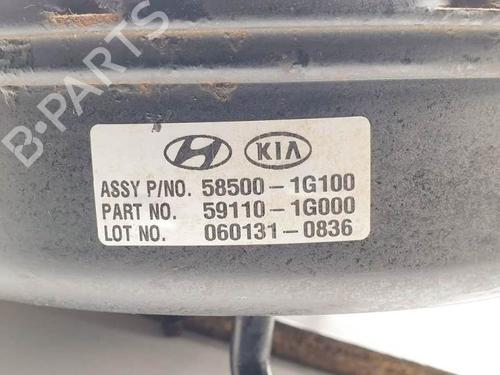 B-PARTS
KIA
ASSY P/NO. 58500-1G100
PART NO. 59110-1G000
LOT NO. 060131-0836